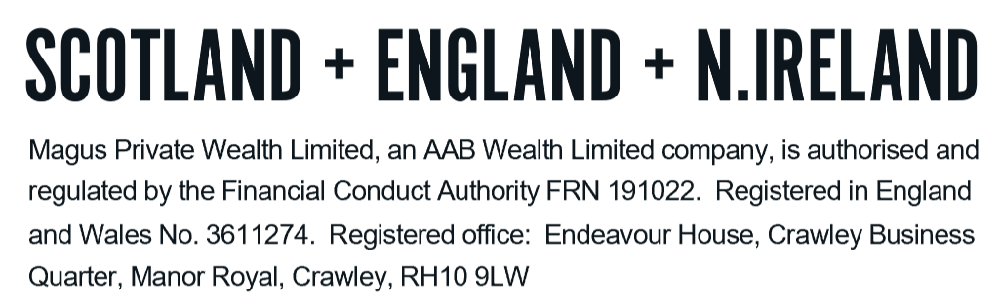 SCOTLAND + ENGLAND + N.IRELAND
Magus Private Wealth Limited, an AAB Wealth Limited company, is authorised and
regulated by the Financial Conduct Authority FRN 191022.  Registered in England
and Wales No. 3611274.  Registered office:  Endeavour House, Crawley Business
Quarter, Manor Royal, Crawley, RH10 9LW